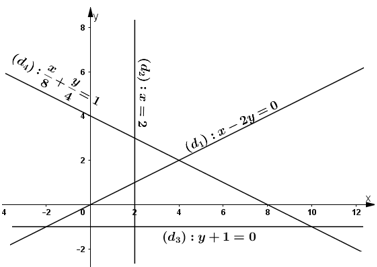 y
8
(d₄) : x/8 + y/4 = 1
(d₂) : x = 2
6
(d₁) : x − 2y = 0
4
2
x
4
−2
0
2
4
6
8
10
12
(d₃) : y + 1 = 0
−2